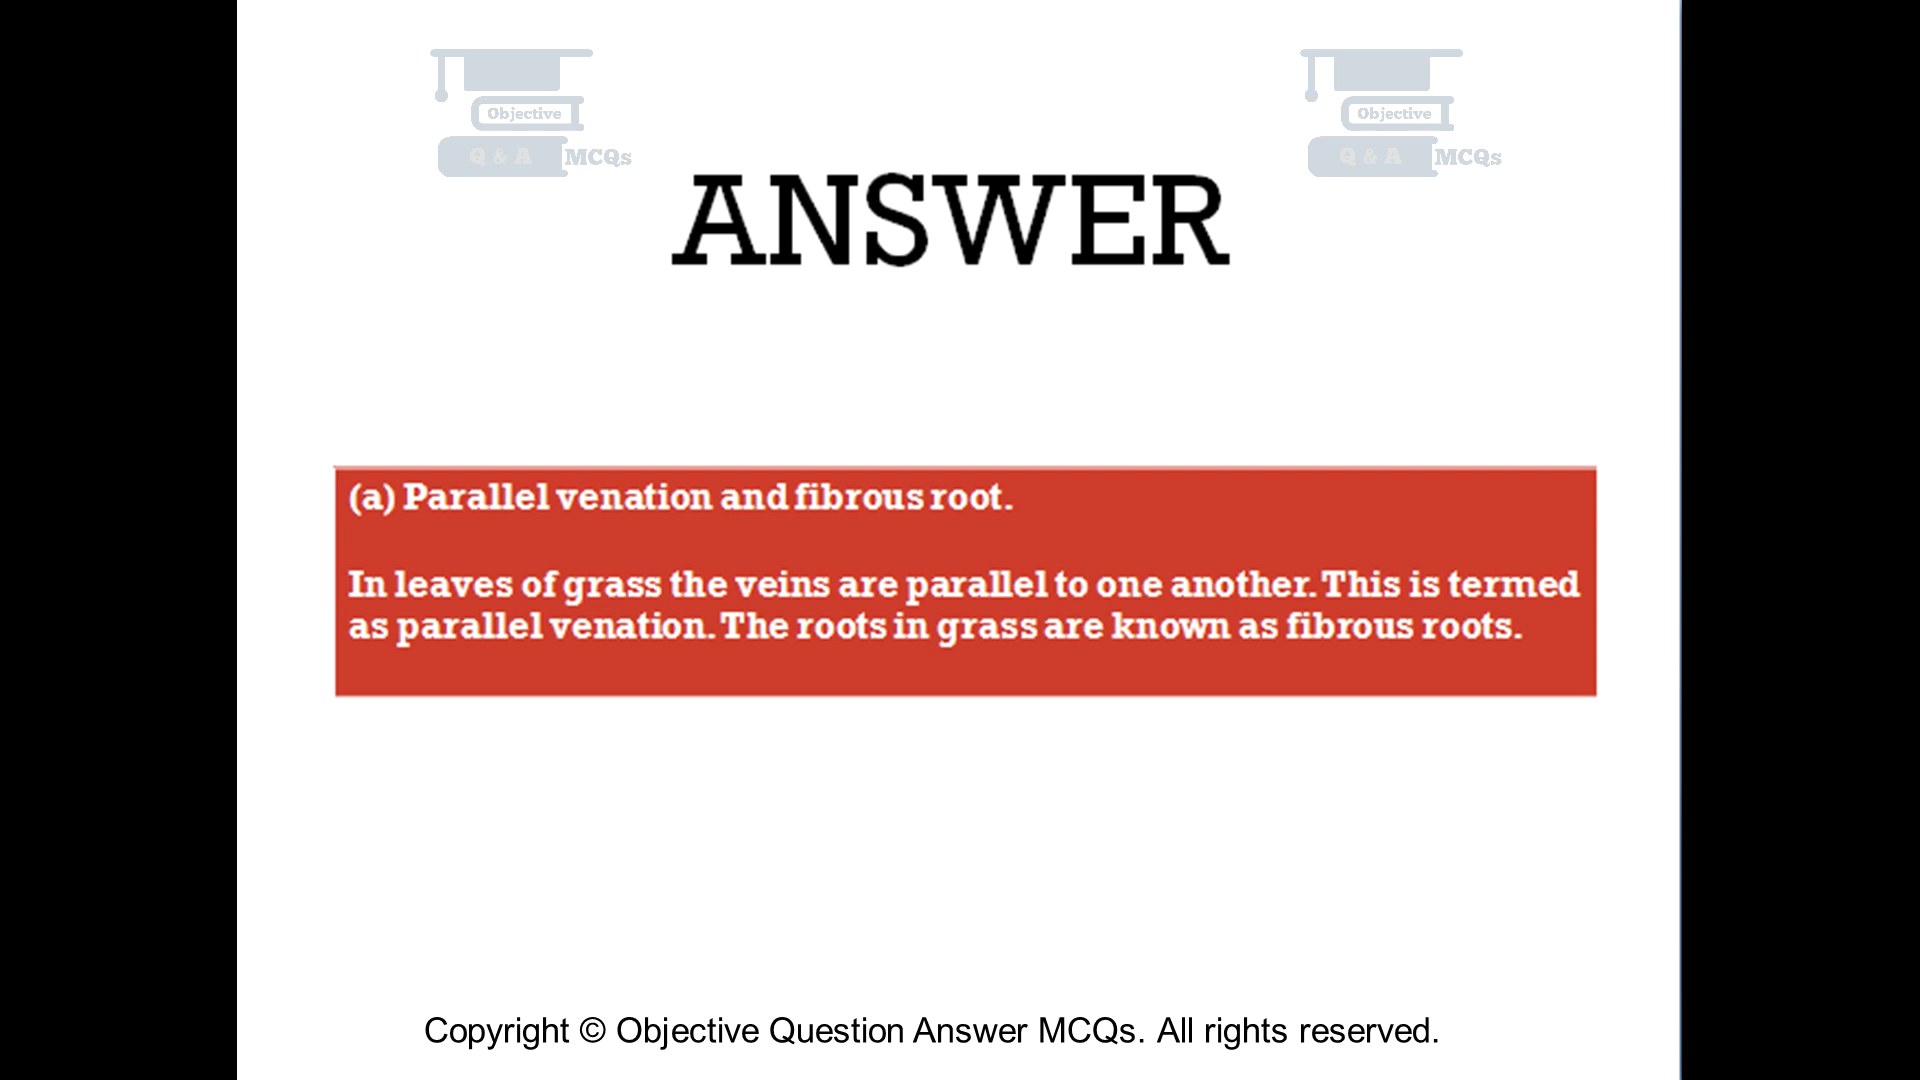 Objective
Q & A MCQs
Objective
Q & A MCQs
ANSWER
(a) Parallel venation and fibrous root.
In leaves of grass the veins are parallel to one another. This is termed
as parallel venation. The roots in grass are known as fibrous roots.
Copyright © Objective Question Answer MCQs. All rights reserved.